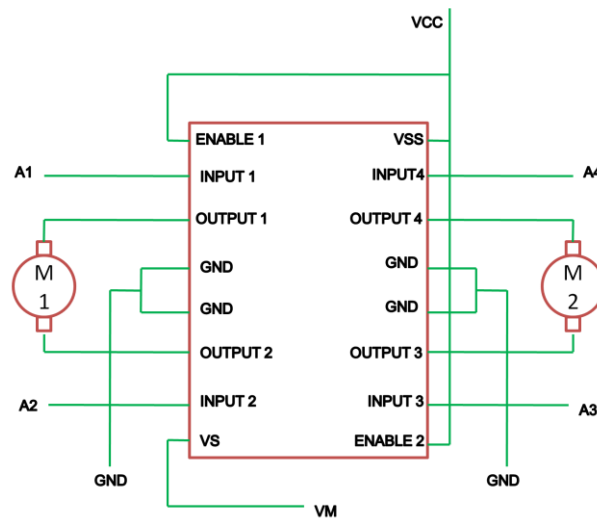 VCC
ENABLE 1 VSS
A1 INPUT 1 INPUT4 A4
OUTPUT 1 OUTPUT 4
M 1
GND GND
M 2
GND GND
OUTPUT 2 OUTPUT 3
A2 INPUT 2 INPUT 3 A3
VS ENABLE 2
GND GND
VM